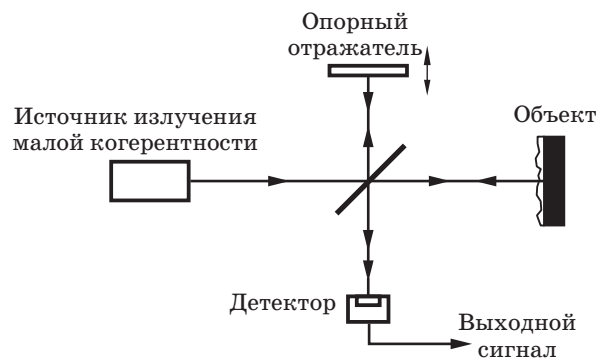 Опорный
отражатель
Источник излучения
малой когерентности
Объект
Детектор
Выходной
сигнал